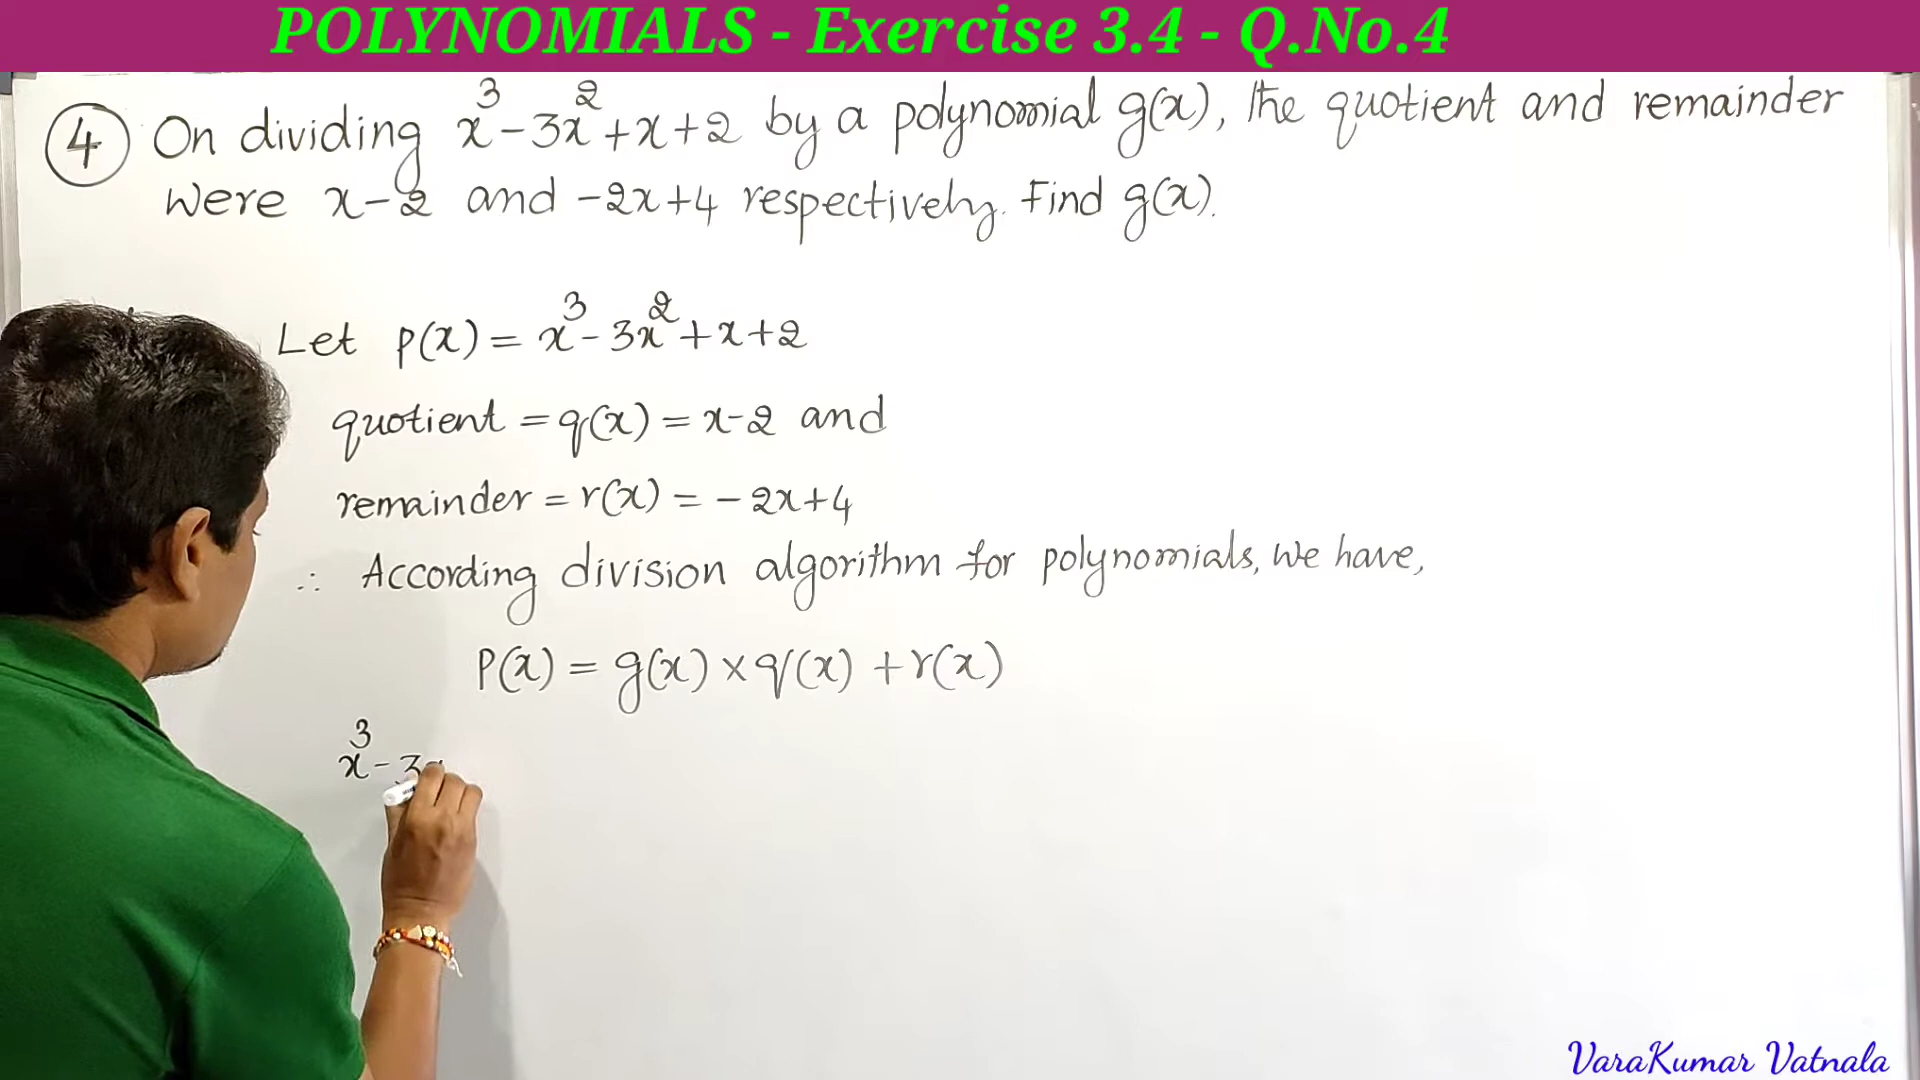 POLYNOMIALS - Exercise 3.4 - Q.No.4
④ On dividing x³-3x²+x+2 by a polynomial g(x), the quotient and remainder
were x-2 and -2x+4 respectively. Find g(x).
Let p(x) = x³-3x²+x+2
quotient = q(x) = x-2 and
remainder = r(x) = -2x+4
∴ According division algorithm for polynomials, we have,
P(x) = g(x) × q(x) + r(x)
x³-3x
VaraKumar Vatnala